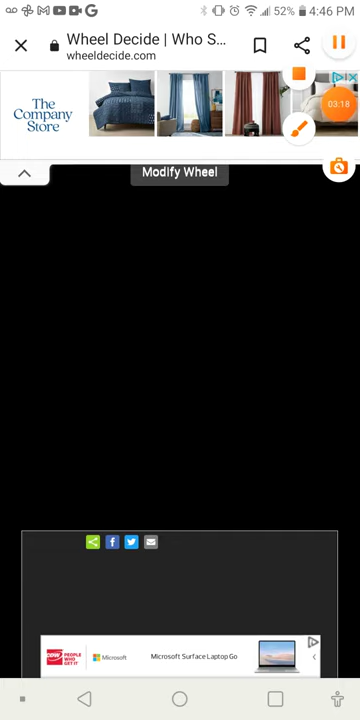 52% 4:46 PM
Wheel Decide | Who S...
wheeldecide.com
The
Company
Store
03:18
Modify Wheel
CDW PEOPLE
WHO
GET IT
Microsoft
Microsoft Surface Laptop Go